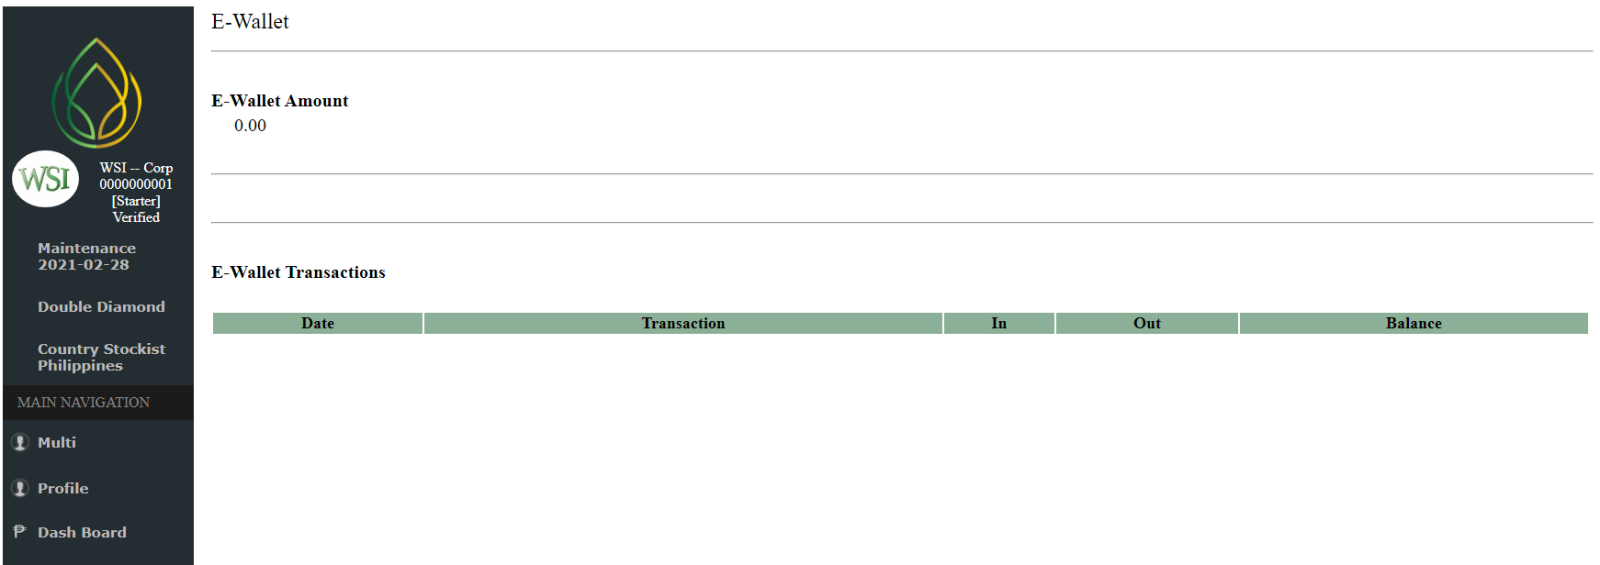 E-Wallet
E-Wallet Amount
0.00
E-Wallet Transactions
Date Transaction In Out Balance
WSI
WSI -- Corp
0000000001
[Starter]
Verified
Maintenance
2021-02-28
Double Diamond
Country Stockist
Philippines
MAIN NAVIGATION
Multi
Profile
₱ Dash Board